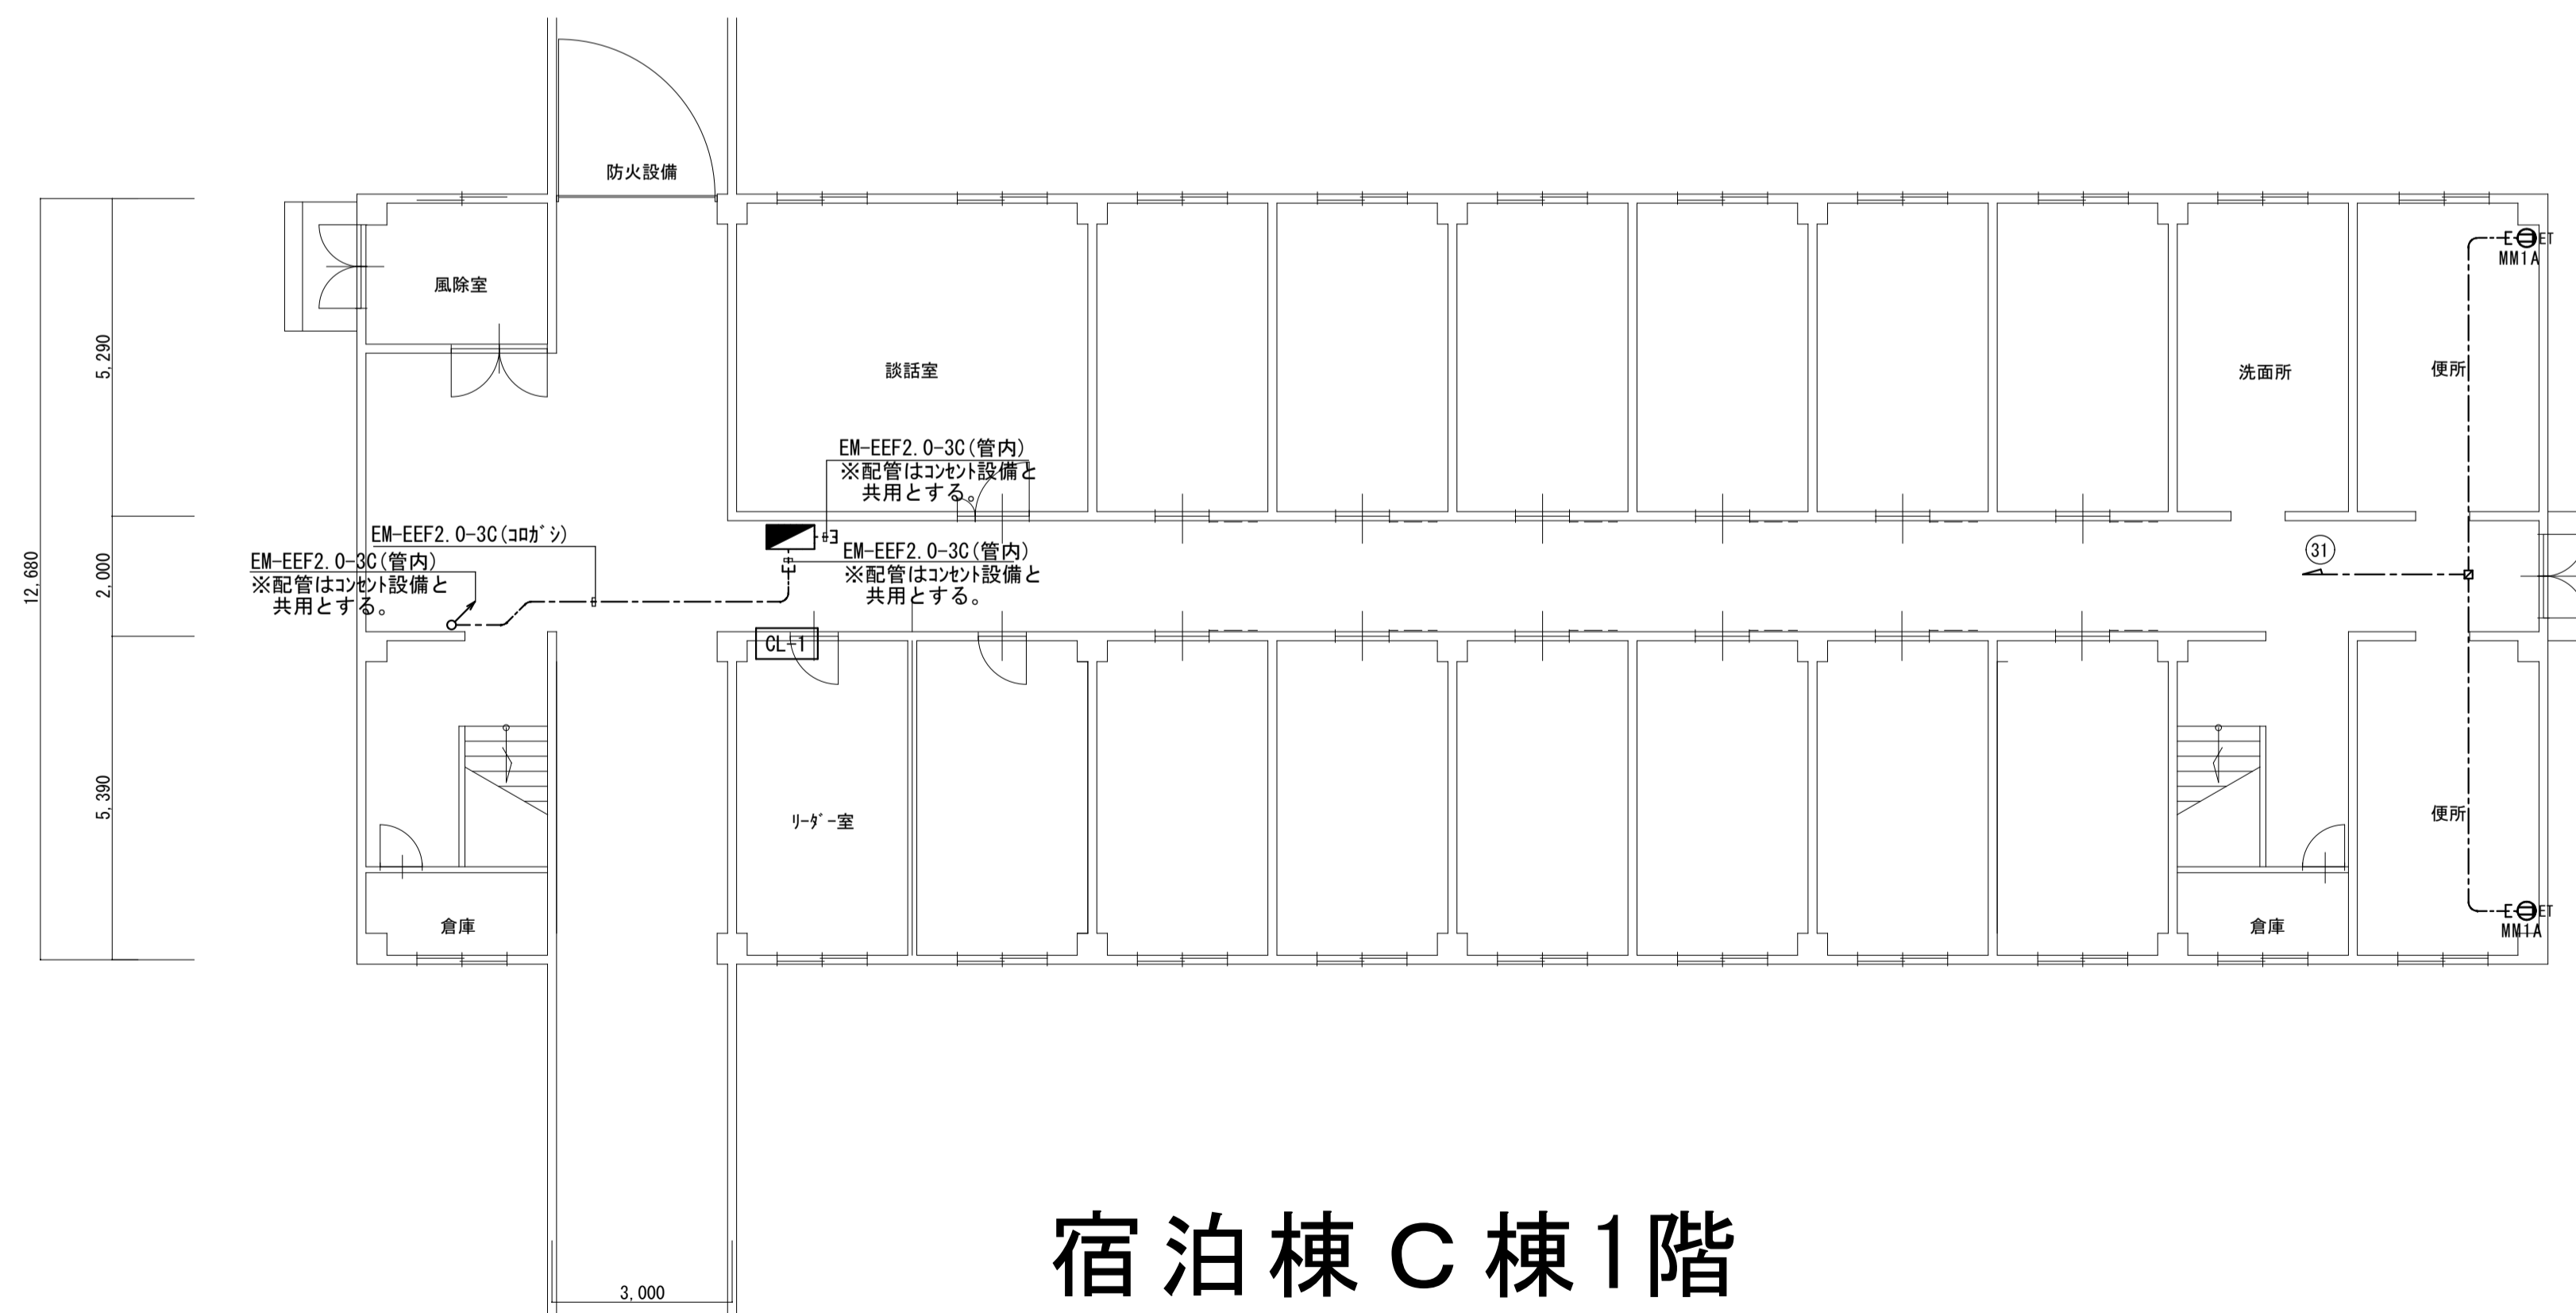 防火設備
E ET
MM1A
風除室
5,290
談話室
洗面所
便所
EM-EEF2.0-3C(管内)
※配管はコンセント設備と
共用とする。
EM-EEF2.0-3C(コロガシ)
EM-EEF2.0-3C(管内)
※配管はコンセント設備と
共用とする。
EM-EEF2.0-3C(管内)
※配管はコンセント設備と
共用とする。
31
12,680
2,000
CL-1
5,390
リーダー室
便所
倉庫
倉庫
E ET
MM1A
宿泊棟C棟1階
3,000